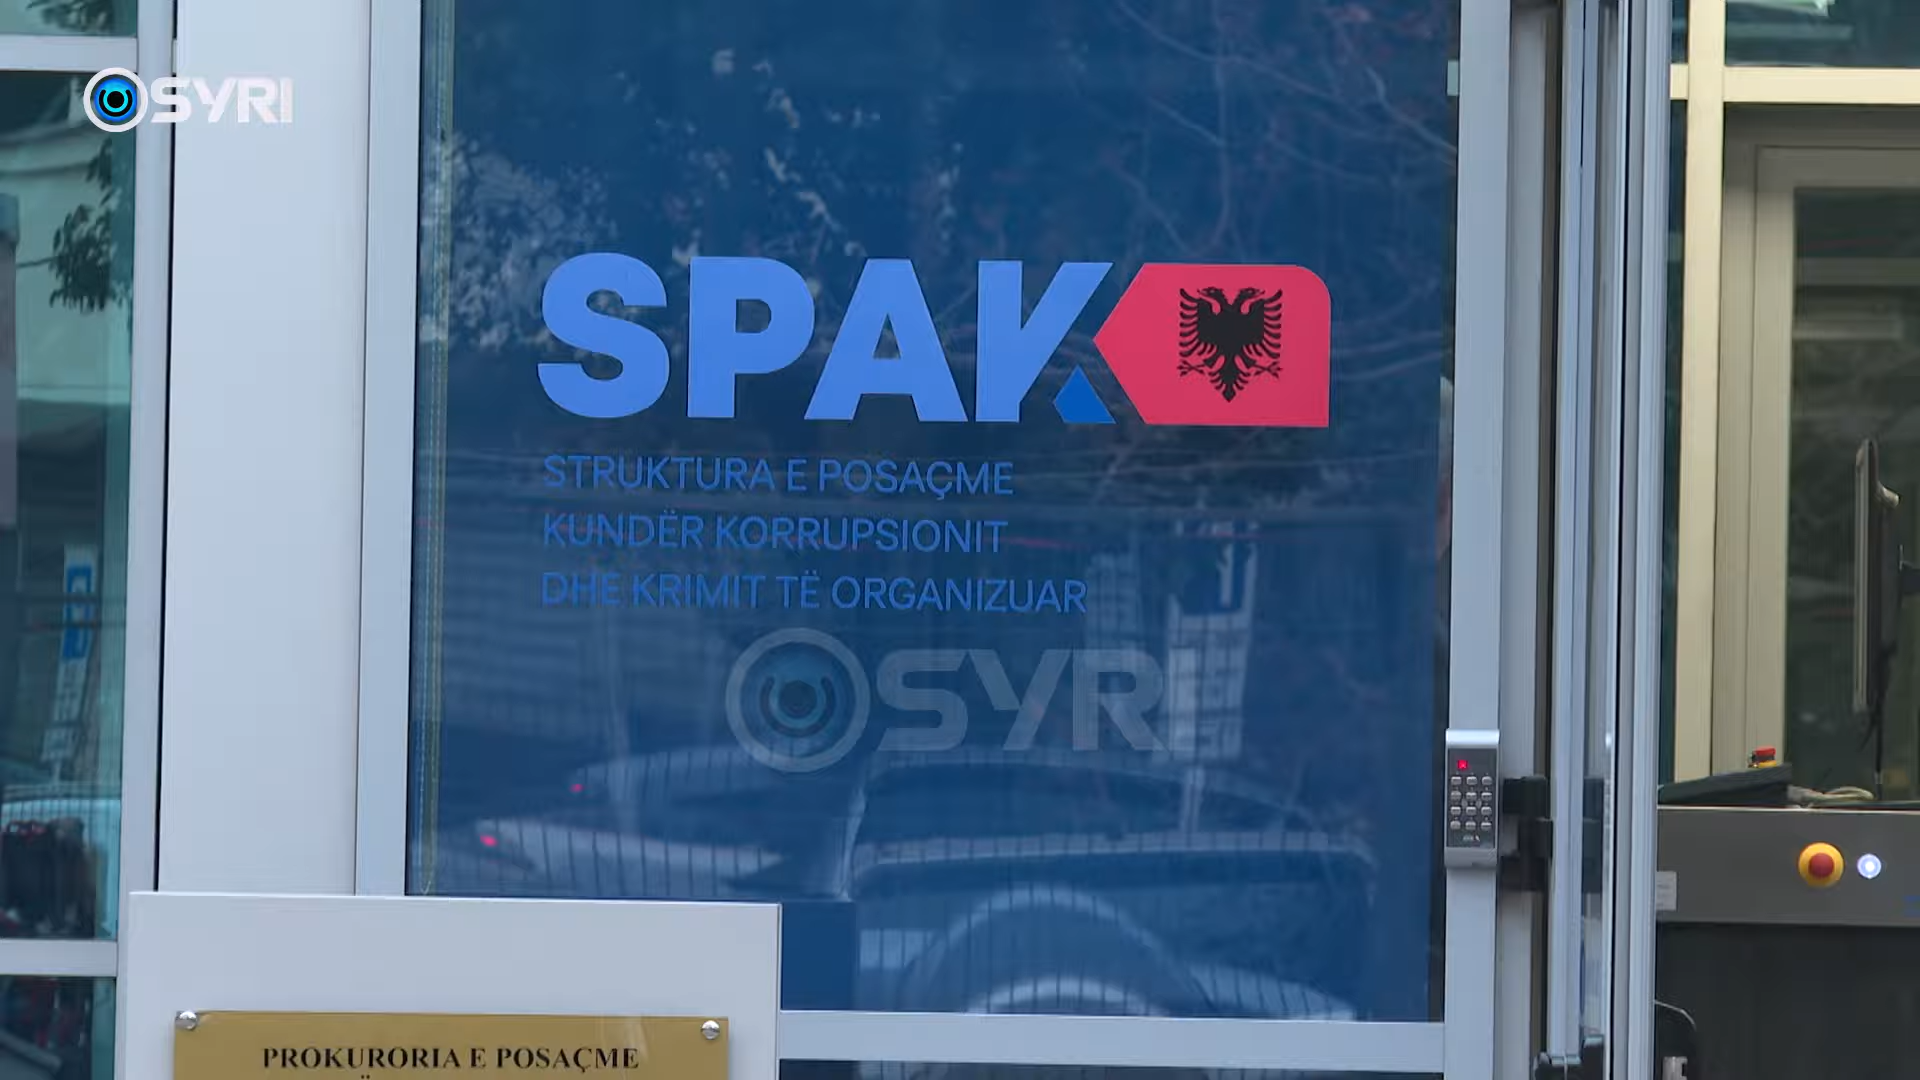 SYRI
SPAK
STRUKTURA E POSAÇME
KUNDËR KORRUPSIONIT
DHE KRIMIT TË ORGANIZUAR
SYRI
PROKURORIA E POSAÇME